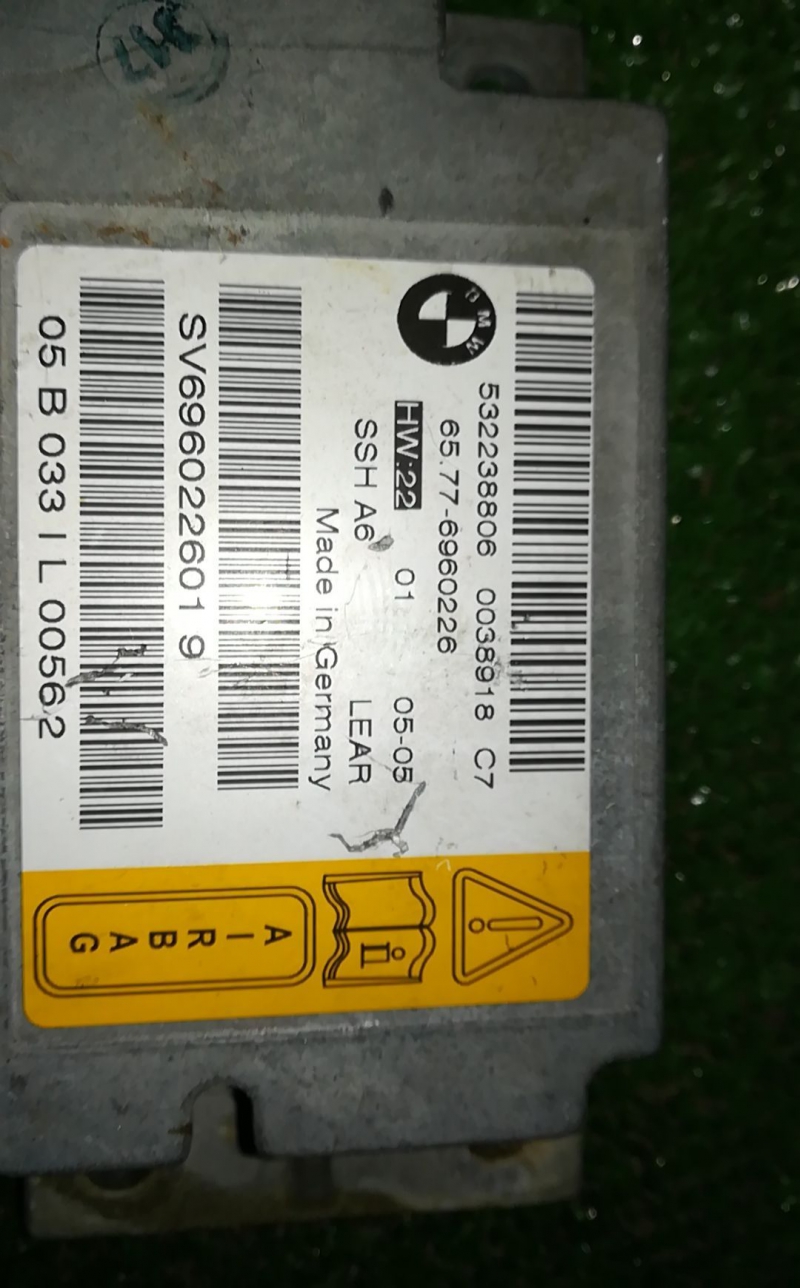 BMW
532238806 0038918 C7
65.77-6960226
HW:22 01 05-05
SSH A6 LEAR
Made in Germany
SV696022601 9
05 B 033 I L 00562
AIRBAG